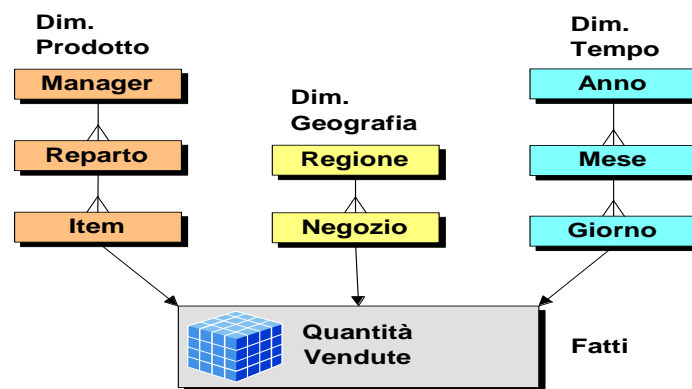 Dim.
Prodotto
Manager
Reparto
Item
Dim.
Geografia
Regione
Negozio
Dim.
Tempo
Anno
Mese
Giorno
Quantità
Vendute
Fatti